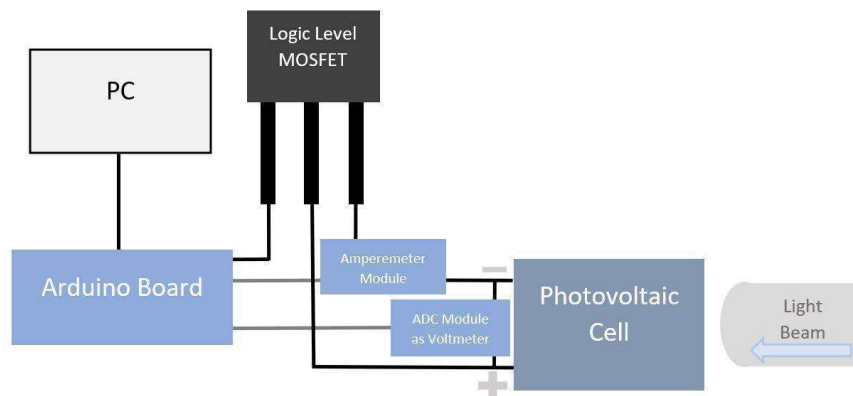 Logic Level
MOSFET
PC
Arduino Board
Amperemeter
Module
ADC Module
as Voltmeter
Photovoltaic
Cell
Light
Beam